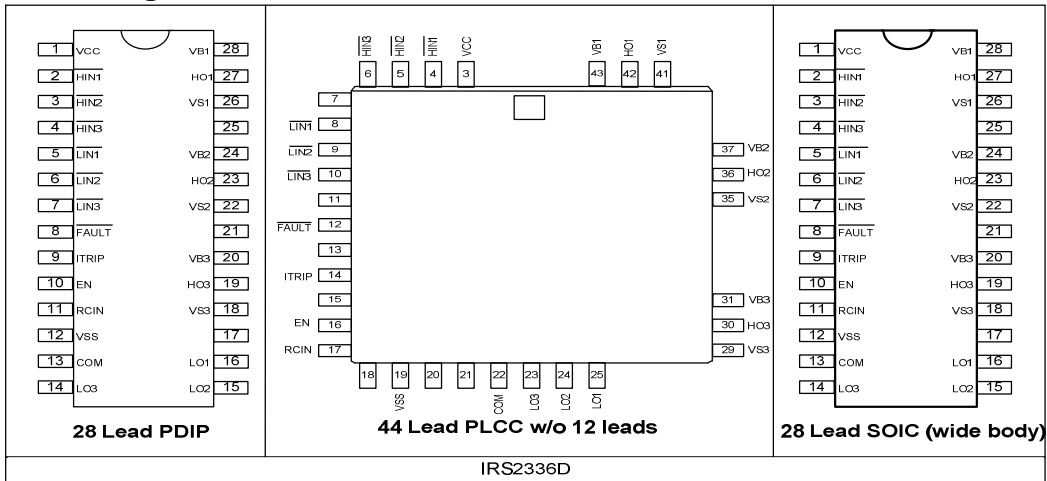 1 VCC VB1 28
2 HIN1 HO1 27
3 HIN2 VS1 26
4 HIN3 25
5 LIN1 VB2 24
6 LIN2 HO2 23
7 LIN3 VS2 22
8 FAULT 21
9 ITRIP VB3 20
10 EN HO3 19
11 RCIN VS3 18
12 VSS 17
13 COM LO1 16
14 LO3 LO2 15
28 Lead PDIP
HIN3 HIN2 HIN1 VCC VB1 HO1 VS1
6 5 4 3 43 42 41
7
LIN1 8
LIN2 9 37 VB2
LIN3 10 36 HO2
11 35 VS2
FAULT 12
13
ITRIP 14
15 31 VB3
EN 16 30 HO3
RCIN 17 29 VS3
18 19 20 21 22 23 24 25
VSS COM LO3 LO2 LO1
44 Lead PLCC w/o 12 leads
1 VCC VB1 28
2 HIN1 HO1 27
3 HIN2 VS1 26
4 HIN3 25
5 LIN1 VB2 24
6 LIN2 HO2 23
7 LIN3 VS2 22
8 FAULT 21
9 ITRIP VB3 20
10 EN HO3 19
11 RCIN VS3 18
12 VSS 17
13 COM LO1 16
14 LO3 LO2 15
28 Lead SOIC (wide body)
IRS2336D